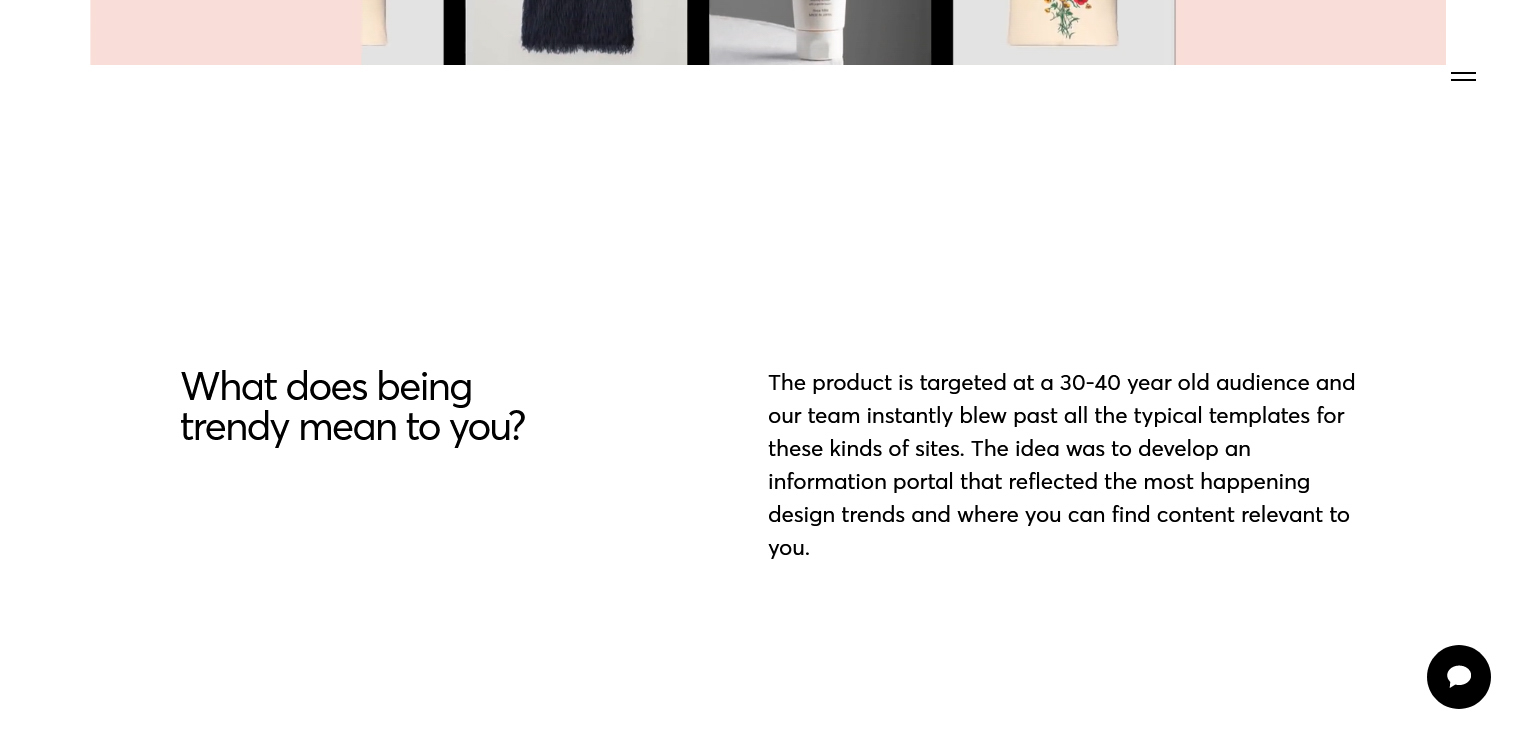 What does being
trendy mean to you?
The product is targeted at a 30-40 year old audience and
our team instantly blew past all the typical templates for
these kinds of sites. The idea was to develop an
information portal that reflected the most happening
design trends and where you can find content relevant to
you.